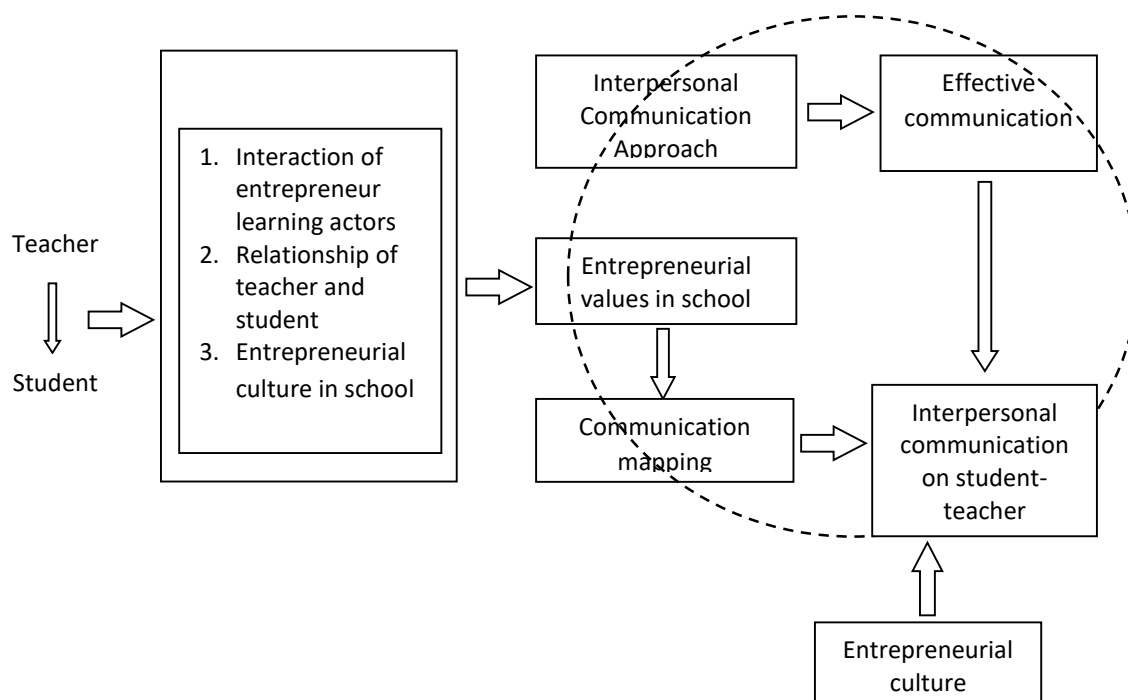 Teacher
Student
1. Interaction of
entrepreneur
learning actors
2. Relationship of
teacher and
student
3. Entrepreneurial
culture in school
Interpersonal
Communication
Approach
Effective
communication
Entrepreneurial
values in school
Communication
mapping
Interpersonal
communication
on student-
teacher
Entrepreneurial
culture